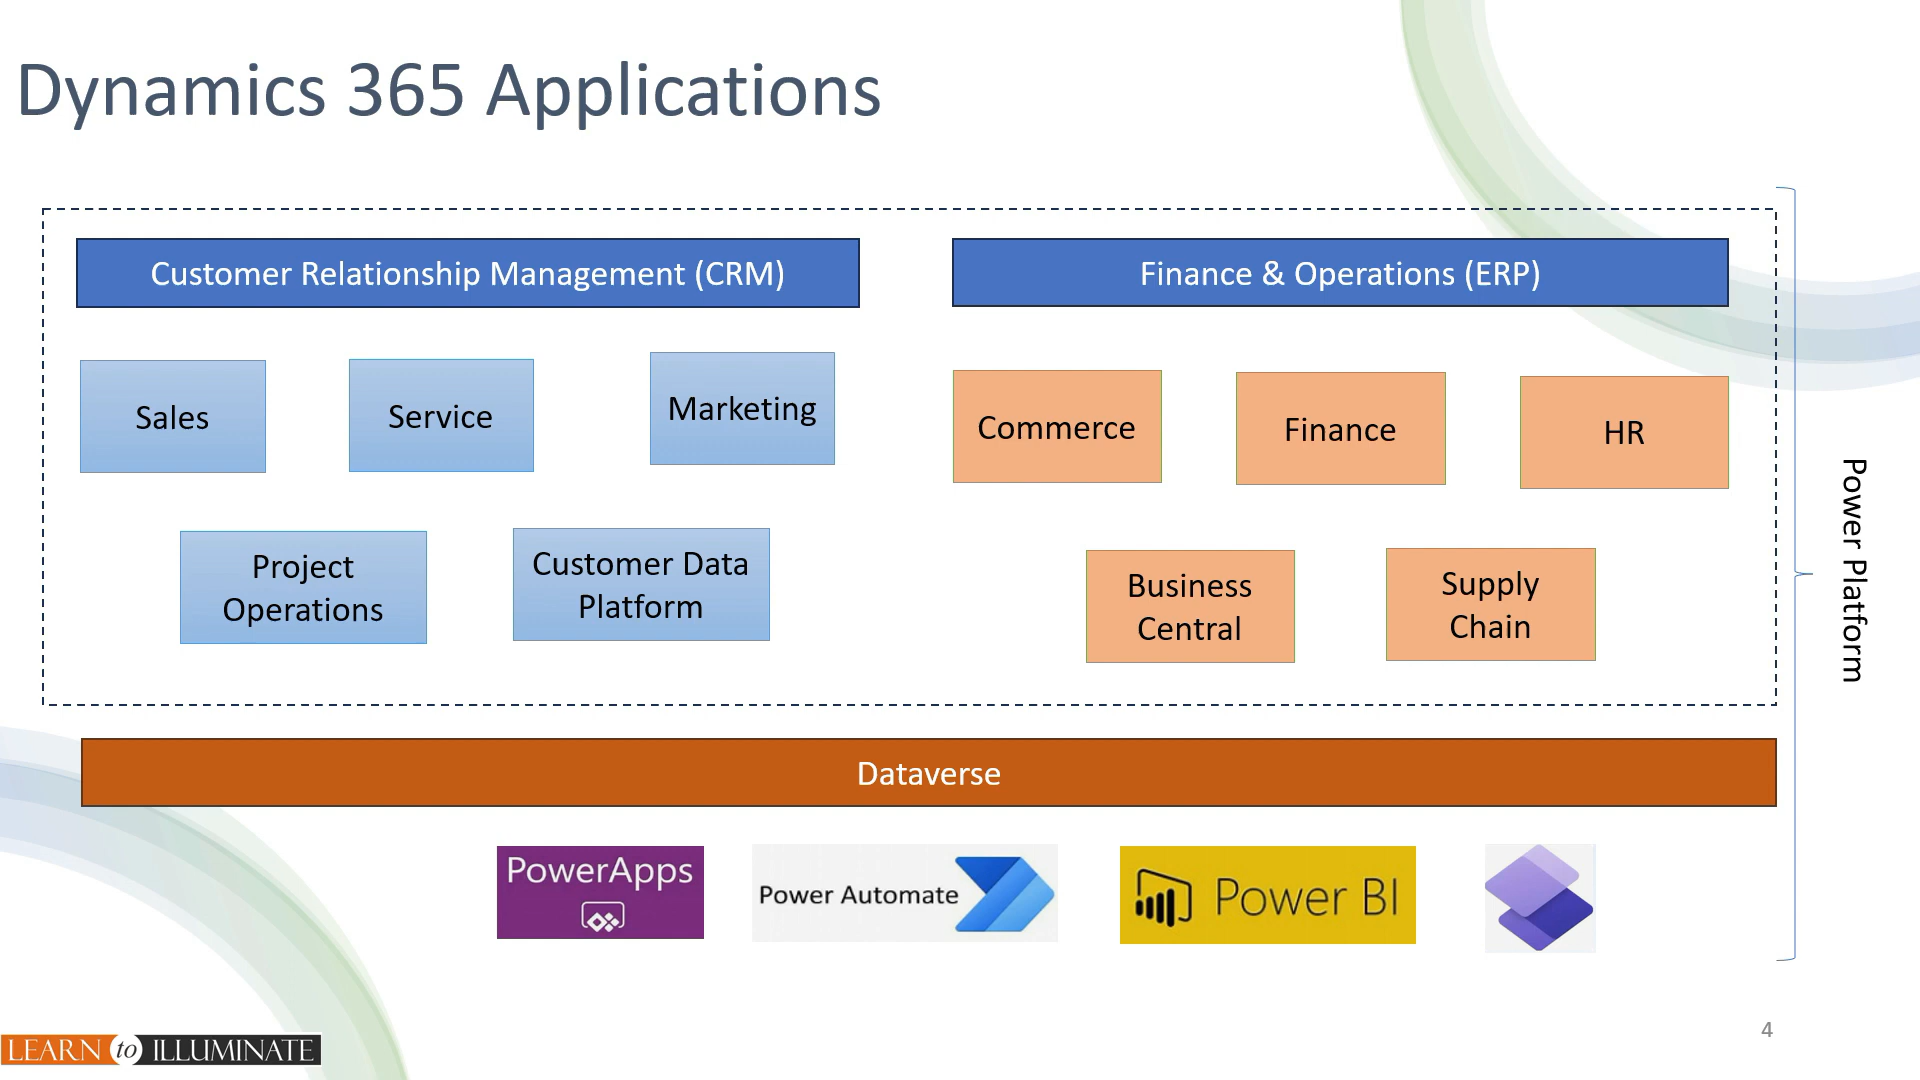 Dynamics 365 Applications
Customer Relationship Management (CRM)
Finance & Operations (ERP)
Sales
Service
Marketing
Commerce
Finance
HR
Project
Operations
Customer Data
Platform
Business
Central
Supply
Chain
Power Platform
Dataverse
PowerApps
Power Automate
Power BI
LEARN to ILLUMINATE
4